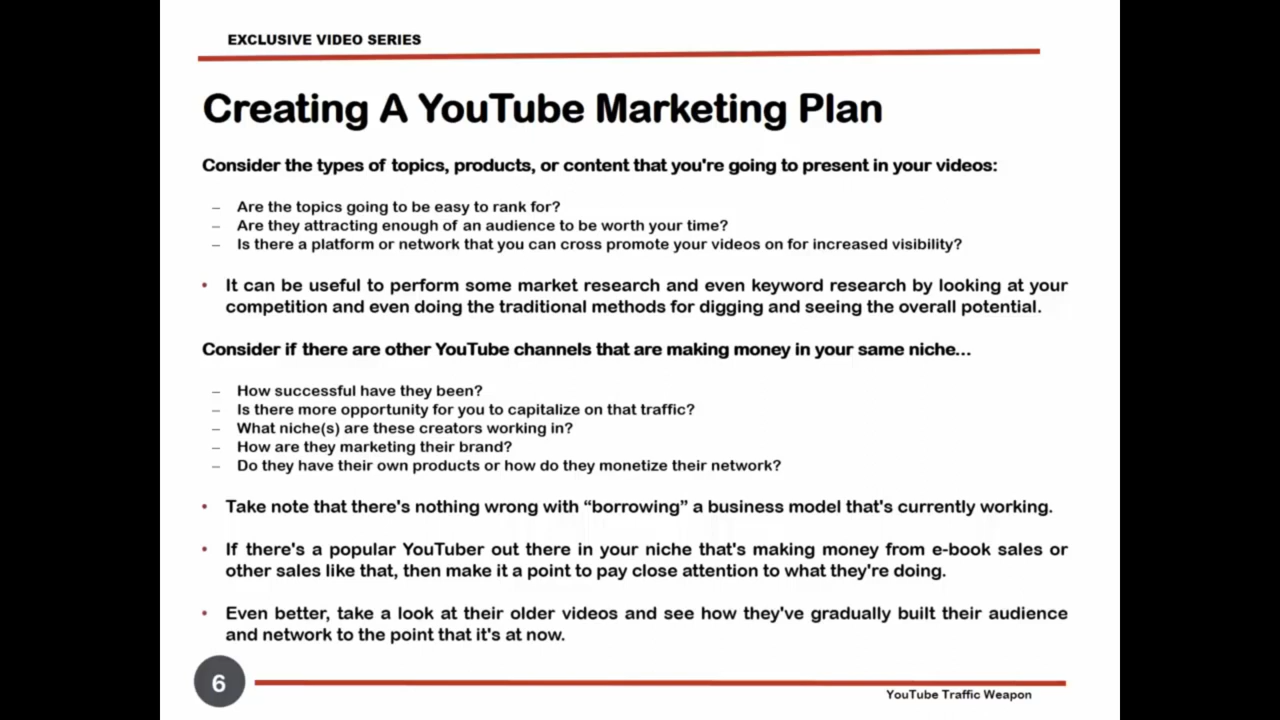 EXCLUSIVE VIDEO SERIES
Creating A YouTube Marketing Plan
Consider the types of topics, products, or content that you're going to present in your videos:
– Are the topics going to be easy to rank for?
– Are they attracting enough of an audience to be worth your time?
– Is there a platform or network that you can cross promote your videos on for increased visibility?
• It can be useful to perform some market research and even keyword research by looking at your
competition and even doing the traditional methods for digging and seeing the overall potential.
Consider if there are other YouTube channels that are making money in your same niche...
– How successful have they been?
– Is there more opportunity for you to capitalize on that traffic?
– What niche(s) are these creators working in?
– How are they marketing their brand?
– Do they have their own products or how do they monetize their network?
• Take note that there's nothing wrong with “borrowing” a business model that's currently working.
• If there's a popular YouTuber out there in your niche that's making money from e-book sales or
other sales like that, then make it a point to pay close attention to what they're doing.
• Even better, take a look at their older videos and see how they've gradually built their audience
and network to the point that it's at now.
6
YouTube Traffic Weapon